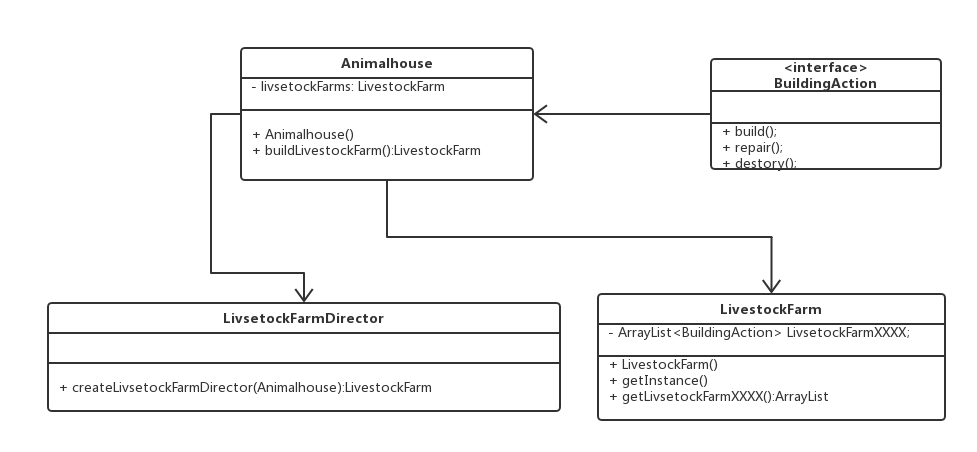 Animalhouse
- livsetockFarms: LivestockFarm
+ Animalhouse()
+ buildLivestockFarm():LivestockFarm
<interface>
BuildingAction
+ build();
+ repair();
+ destory();
LivsetockFarmDirector
+ createLivsetockFarmDirector(Animalhouse):LivestockFarm
LivestockFarm
- ArrayList<BuildingAction> LivsetockFarmXXXX;
+ LivestockFarm()
+ getInstance()
+ getLivsetockFarmXXXX():ArrayList